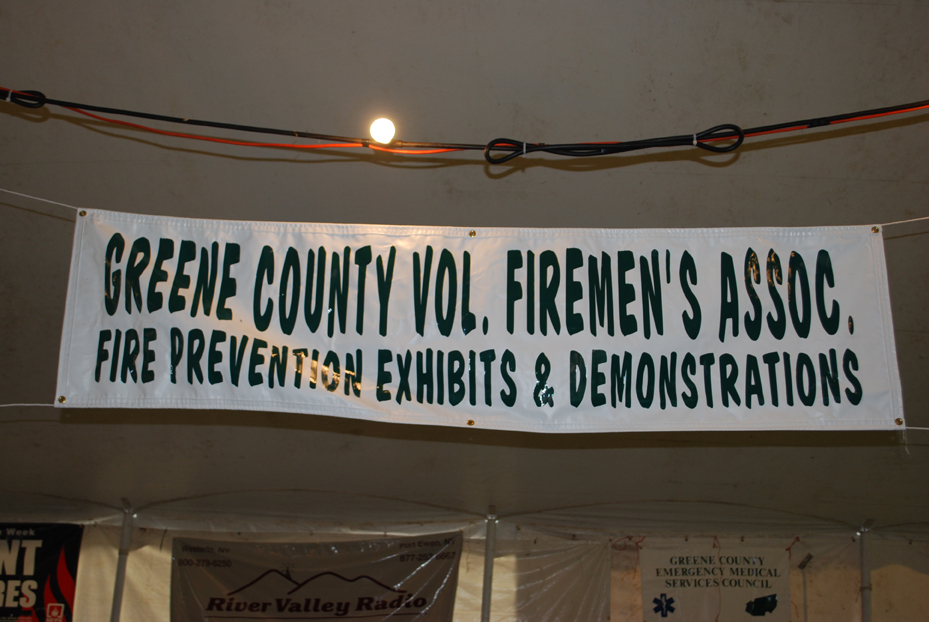 GREENE COUNTY VOL. FIREMEN'S ASSOC.
FIRE PREVENTION EXHIBITS & DEMONSTRATIONS
Week
NT
RES
River Valley Radio
GREENE COUNTY
EMERGENCY MEDICAL
SERVICES COUNCIL